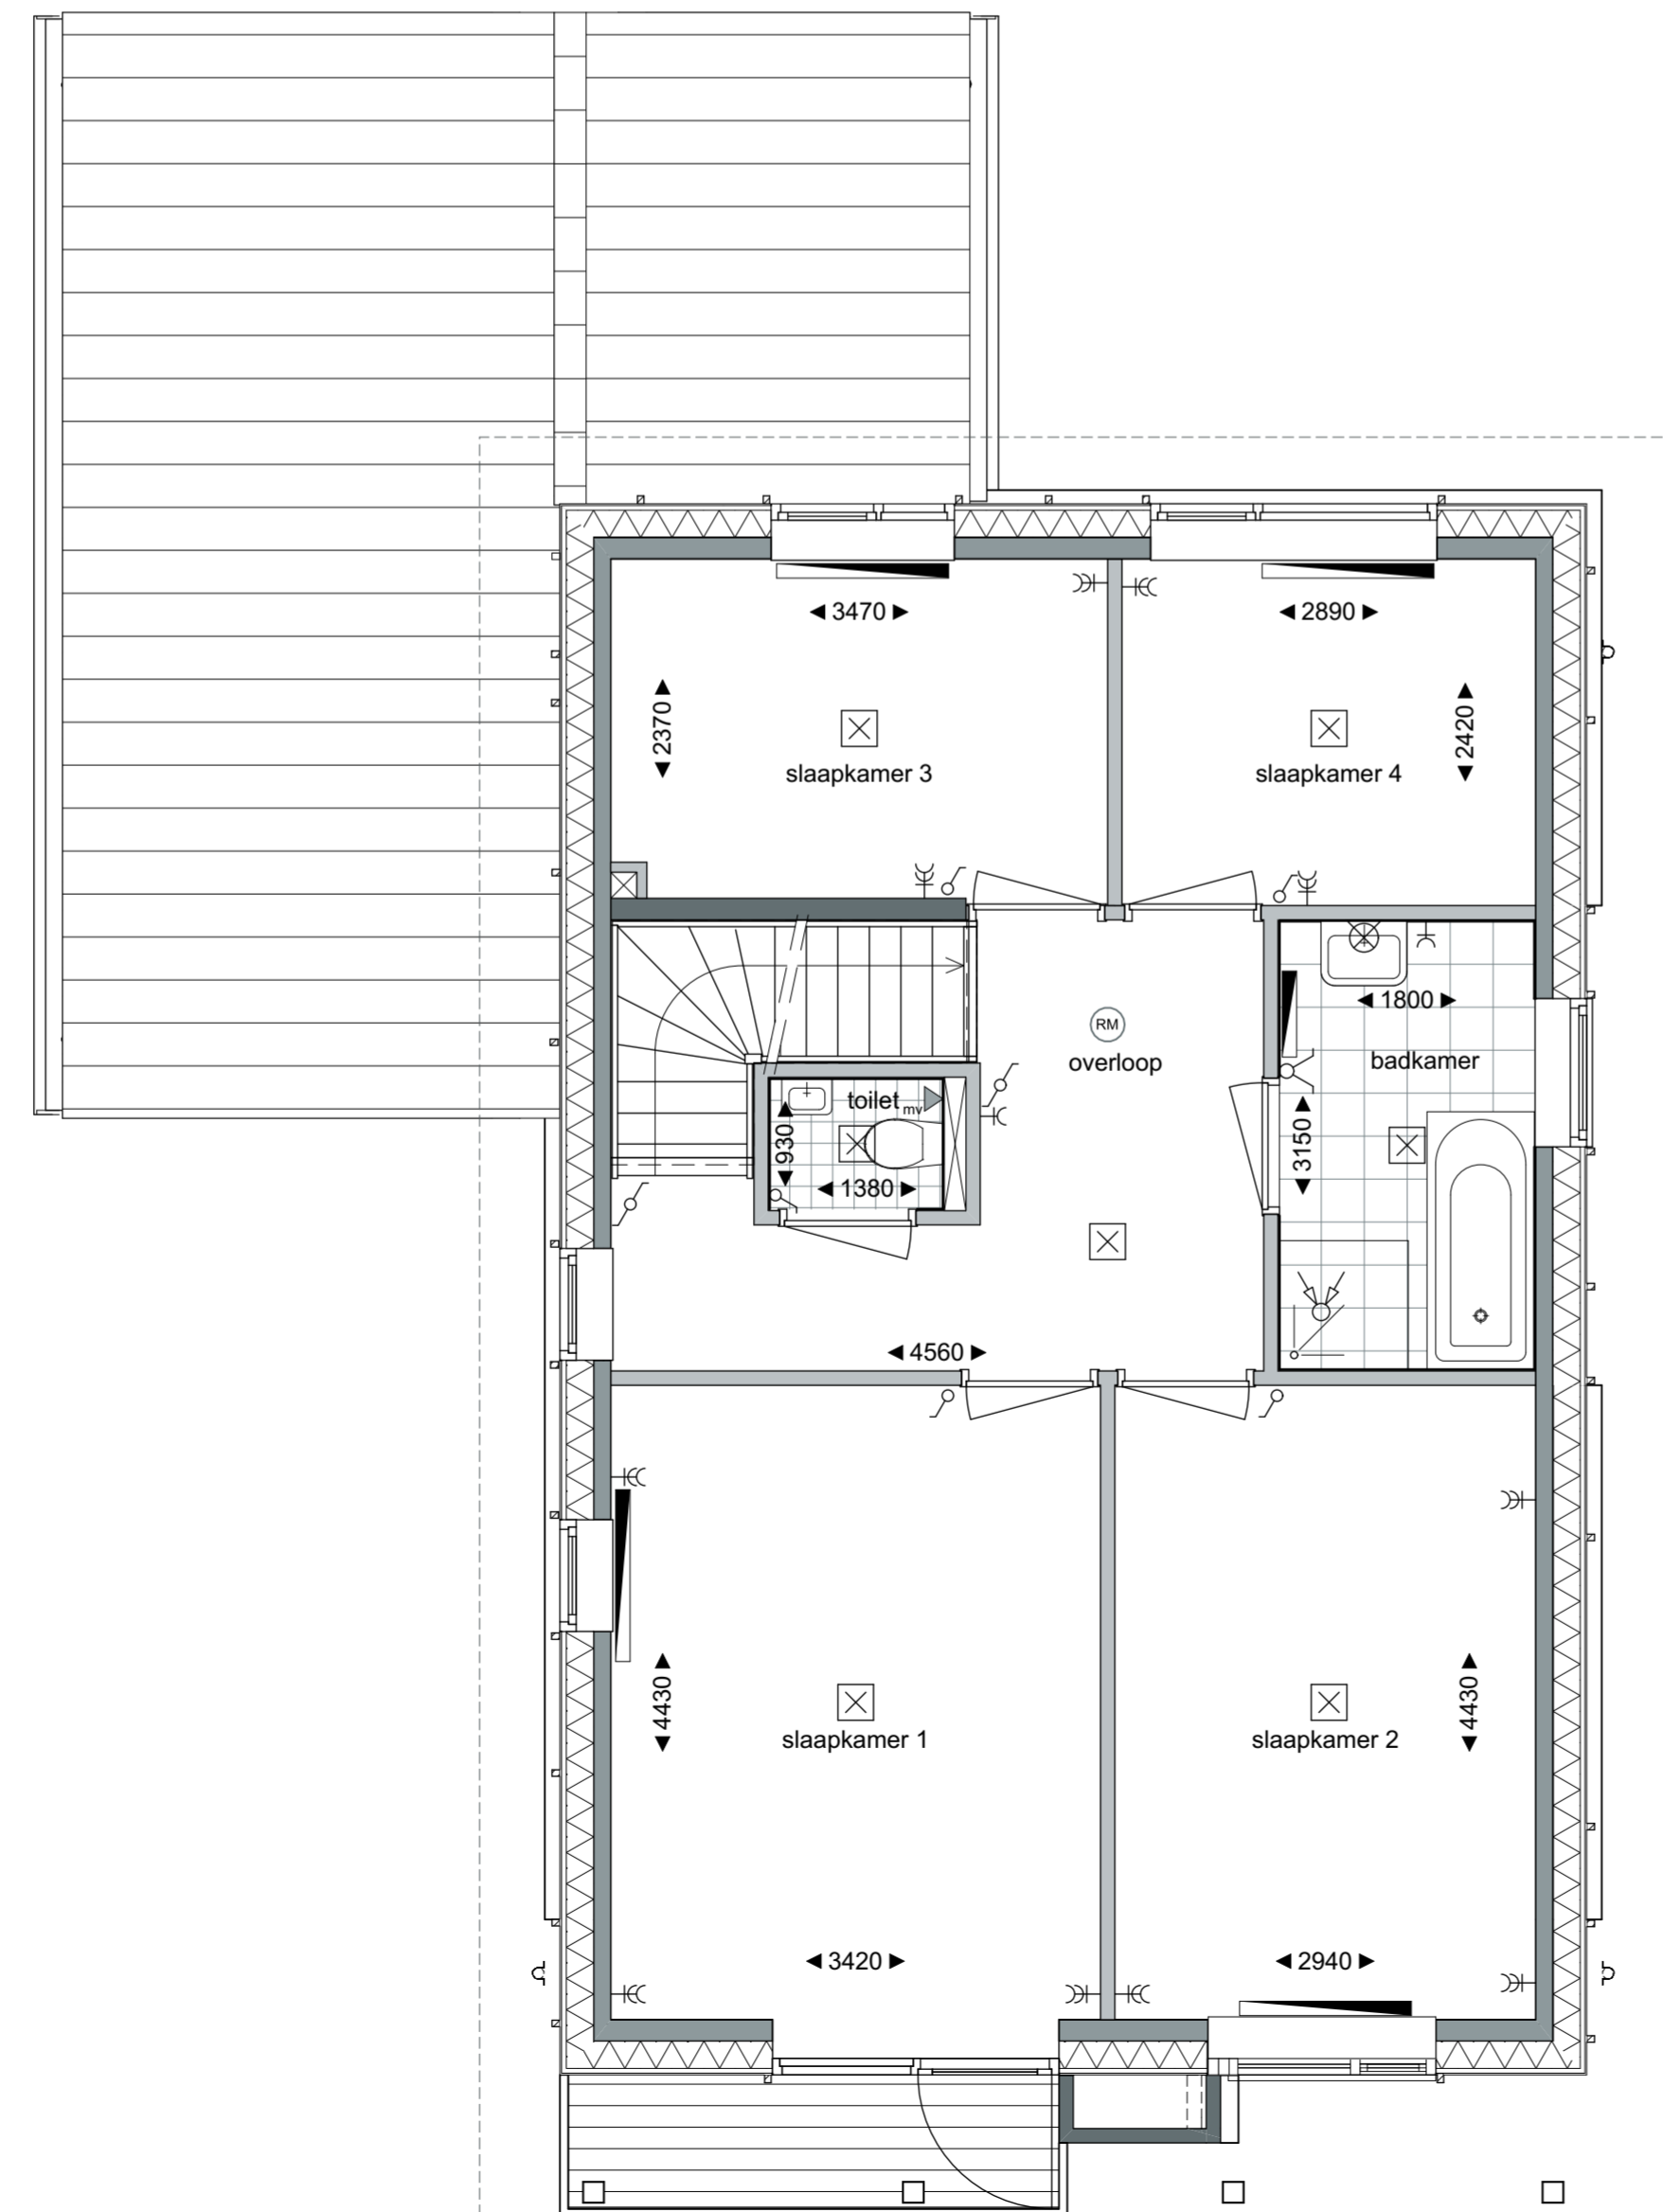 3470
2890
2370
2420
slaapkamer 3
slaapkamer 4
1800
RM
overloop
badkamer
toilet mv
930
3150
1380
4560
4430
4430
slaapkamer 1
slaapkamer 2
3420
2940